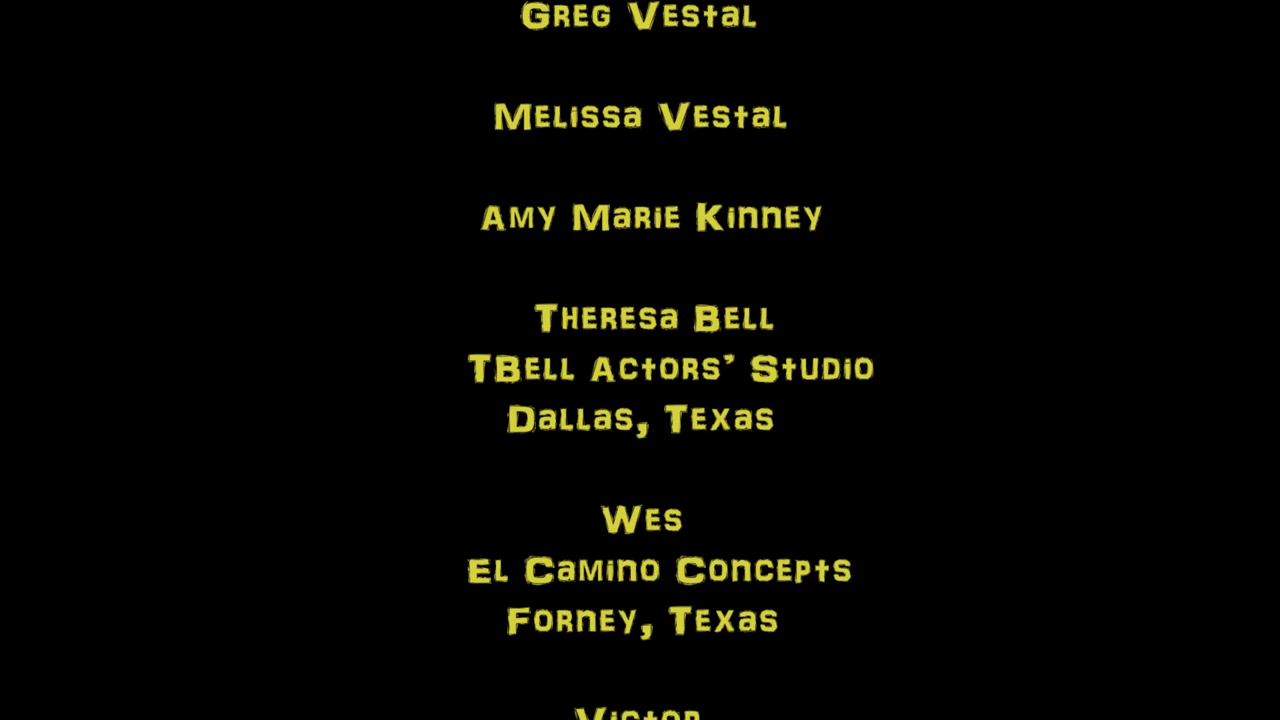 Greg Vestal
Melissa Vestal
Amy Marie Kinney
Theresa Bell
TBell Actors’ Studio
Dallas, Texas
Wes
El Camino Concepts
Forney, Texas
Victor